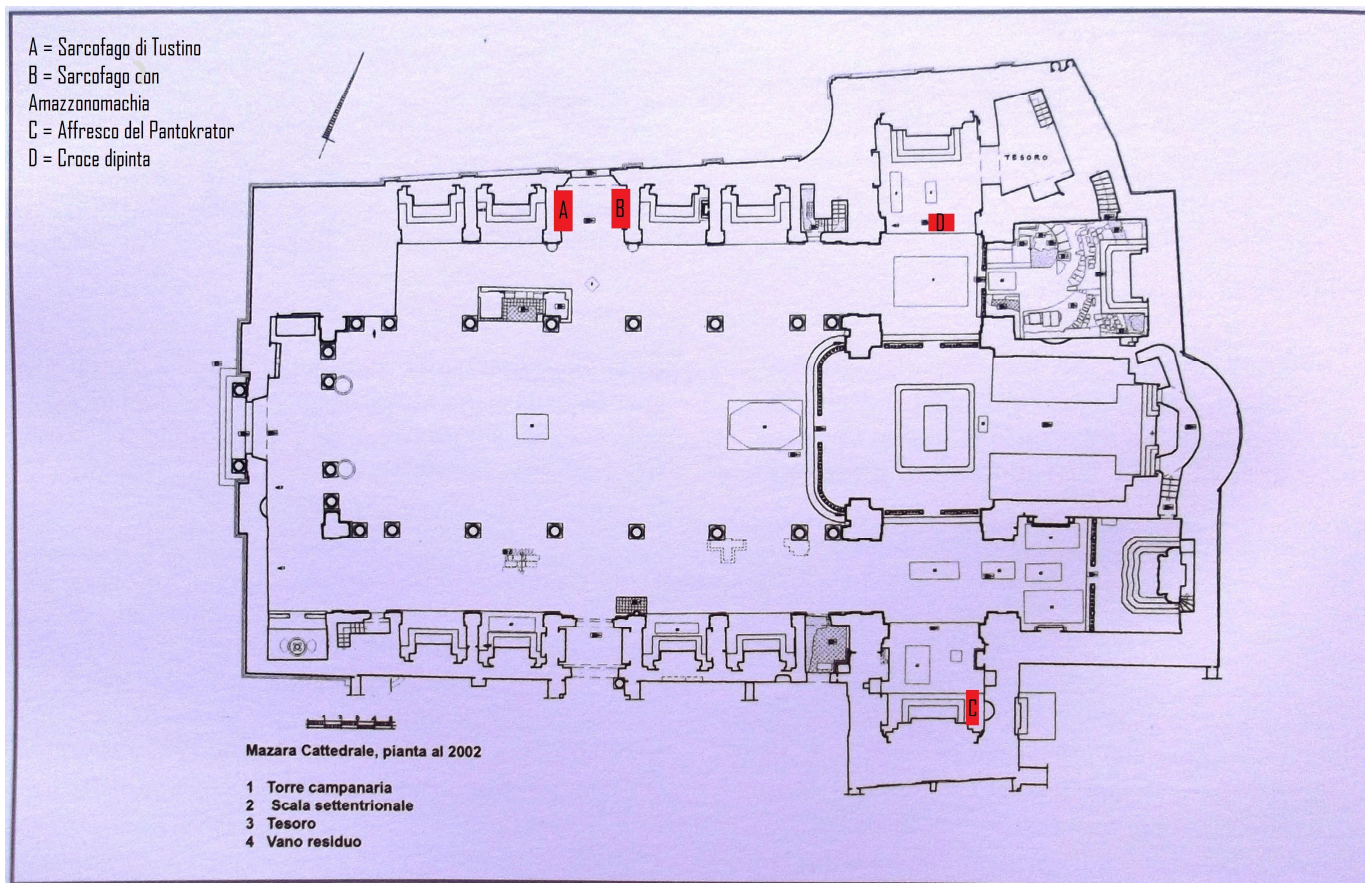 A = Sarcofago di Tustino
B = Sarcofago con
Amazzonomachia
C = Affresco del Pantokrator
D = Croce dipinta
TESORO
A
B
D
C
Mazara Cattedrale, pianta al 2002
1 Torre campanaria
2 Scala settentrionale
3 Tesoro
4 Vano residuo